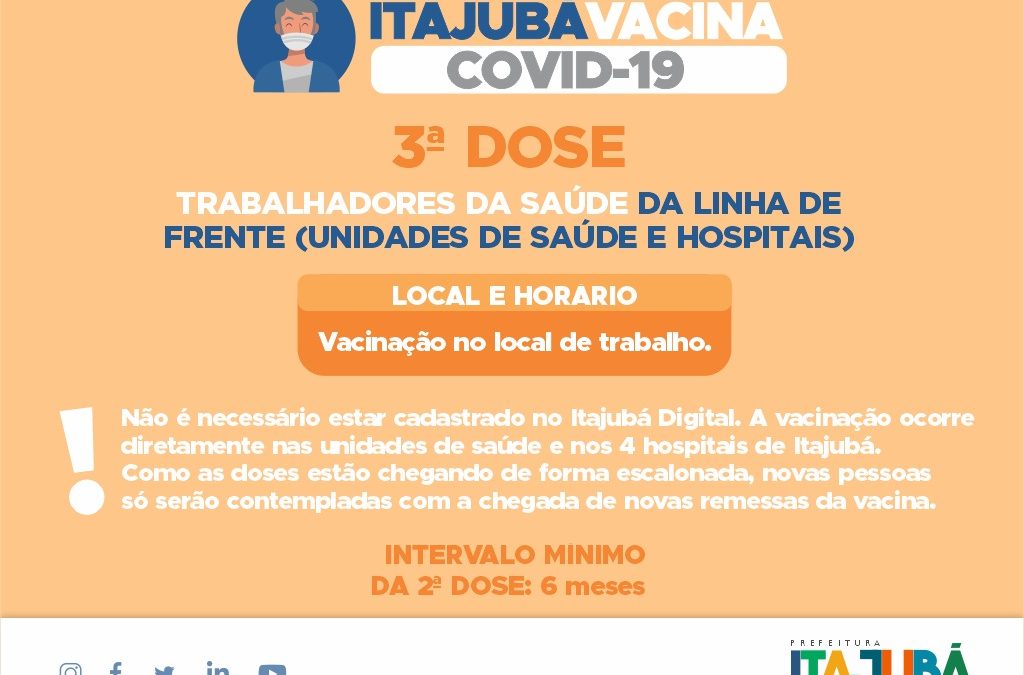 ITAJUBÁVACINA
COVID-19
3ª DOSE
TRABALHADORES DA SAÚDE DA LINHA DE
FRENTE (UNIDADES DE SAÚDE E HOSPITAIS)
LOCAL E HORARIO
Vacinação no local de trabalho.
! Não é necessário estar cadastrado no Itajubá Digital. A vacinação ocorre
diretamente nas unidades de saúde e nos 4 hospitais de Itajubá.
Como as doses estão chegando de forma escalonada, novas pessoas
só serão contempladas com a chegada de novas remessas da vacina.
INTERVALO MÍNIMO
DA 2ª DOSE: 6 meses
PREFEITURA
ITAJUBÁ